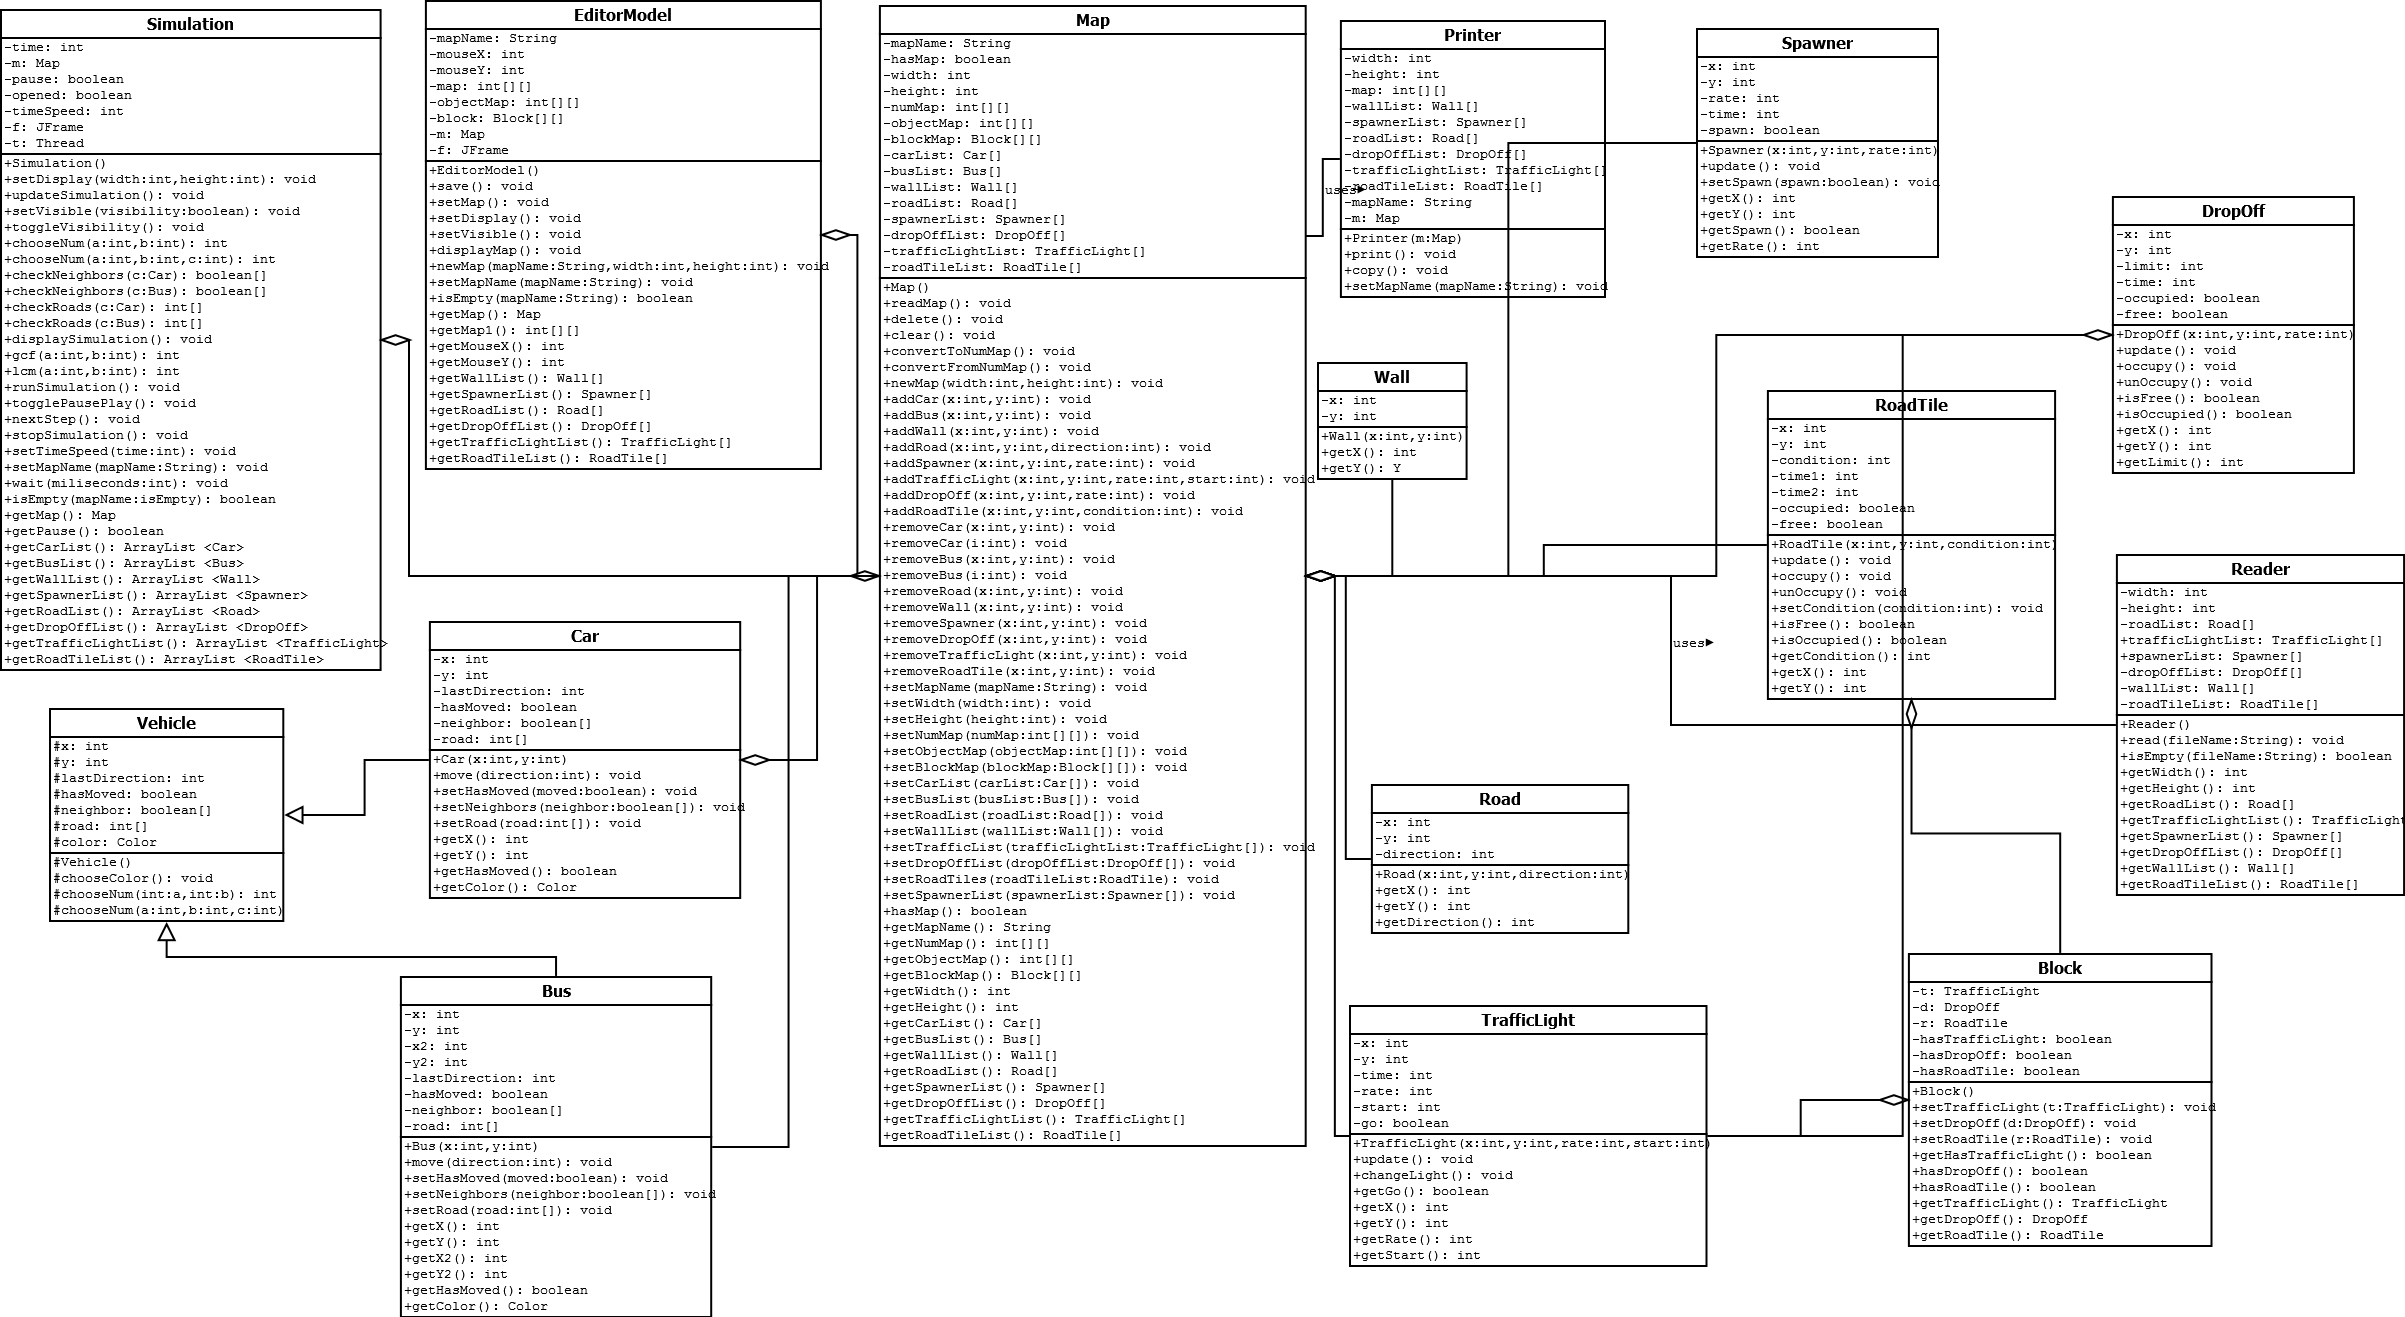 Simulation
-time: int
-m: Map
-pause: boolean
-opened: boolean
-timeSpeed: int
-f: JFrame
-t: Thread
+Simulation()
+setDisplay(width:int,height:int): void
+updateSimulation(): void
+setVisible(visibility:boolean): void
+toggleVisibility(): void
+chooseNum(a:int,b:int): int
+chooseNum(a:int,b:int,c:int): int
+checkNeighbors(c:Car): boolean[]
+checkNeighbors(c:Bus): boolean[]
+checkRoads(c:Car): int[]
+checkRoads(c:Bus): int[]
+displaySimulation(): void
+gcf(a:int,b:int): int
+lcm(a:int,b:int): int
+runSimulation(): void
+togglePausePlay(): void
+nextStep(): void
+stopSimulation(): void
+setTimeSpeed(time:int): void
+setMapName(mapName:String): void
+wait(miliseconds:int): void
+isEmpty(mapName:isEmpty): boolean
+getMap(): Map
+getPause(): boolean
+getCarList(): ArrayList <Car>
+getBusList(): ArrayList <Bus>
+getWallList(): ArrayList <Wall>
+getSpawnerList(): ArrayList <Spawner>
+getRoadList(): ArrayList <Road>
+getDropOffList(): ArrayList <DropOff>
+getTrafficLightList(): ArrayList <TrafficLight>
+getRoadTileList(): ArrayList <RoadTile>
EditorModel
-mapName: String
-mouseX: int
-mouseY: int
-map: int[][]
-objectMap: int[][]
-block: Block[][]
-m: Map
-f: JFrame
+EditorModel()
+save(): void
+setMap(): void
+setDisplay(): void
+setVisible(): void
+displayMap(): void
+newMap(mapName:String,width:int,height:int): void
+setMapName(mapName:String): void
+isEmpty(mapName:String): boolean
+getMap(): Map
+getMap1(): int[][]
+getMouseX(): int
+getMouseY(): int
+getWallList(): Wall[]
+getSpawnerList(): Spawner[]
+getRoadList(): Road[]
+getDropOffList(): DropOff[]
+getTrafficLightList(): TrafficLight[]
+getRoadTileList(): RoadTile[]
Map
-mapName: String
-hasMap: boolean
-width: int
-height: int
-numMap: int[][]
-objectMap: int[][]
-blockMap: Block[][]
-carList: Car[]
-busList: Bus[]
-wallList: Wall[]
-roadList: Road[]
-spawnerList: Spawner[]
-dropOffList: DropOff[]
-trafficLightList: TrafficLight[]
-roadTileList: RoadTile[]
+Map()
+readMap(): void
+delete(): void
+clear(): void
+convertToNumMap(): void
+convertFromNumMap(): void
+newMap(width:int,height:int): void
+addCar(x:int,y:int): void
+addBus(x:int,y:int): void
+addWall(x:int,y:int): void
+addRoad(x:int,y:int,direction:int): void
+addSpawner(x:int,y:int,rate:int): void
+addTrafficLight(x:int,y:int,rate:int,start:int): void
+addDropOff(x:int,y:int,rate:int): void
+addRoadTile(x:int,y:int,condition:int): void
+removeCar(x:int,y:int): void
+removeCar(i:int): void
+removeBus(x:int,y:int): void
+removeBus(i:int): void
+removeRoad(x:int,y:int): void
+removeWall(x:int,y:int): void
+removeSpawner(x:int,y:int): void
+removeDropOff(x:int,y:int): void
+removeTrafficLight(x:int,y:int): void
+removeRoadTile(x:int,y:int): void
+setMapName(mapName:String): void
+setWidth(width:int): void
+setHeight(height:int): void
+setNumMap(numMap:int[][]): void
+setObjectMap(objectMap:int[][]): void
+setBlockMap(blockMap:Block[][]): void
+setCarList(carList:Car[]): void
+setBusList(busList:Bus[]): void
+setRoadList(roadList:Road[]): void
+setWallList(wallList:Wall[]): void
+setTrafficList(trafficLightList:TrafficLight[]): void
+setDropOffList(dropOffList:DropOff[]): void
+setRoadTiles(roadTileList:RoadTile): void
+setSpawnerList(spawnerList:Spawner[]): void
+hasMap(): boolean
+getMapName(): String
+getNumMap(): int[][]
+getObjectMap(): int[][]
+getBlockMap(): Block[][]
+getWidth(): int
+getHeight(): int
+getCarList(): Car[]
+getBusList(): Bus[]
+getWallList(): Wall[]
+getRoadList(): Road[]
+getSpawnerList(): Spawner[]
+getDropOffList(): DropOff[]
+getTrafficLightList(): TrafficLight[]
+getRoadTileList(): RoadTile[]
Printer
-width: int
-height: int
-map: int[][]
-wallList: Wall[]
-spawnerList: Spawner[]
-roadList: Road[]
-dropOffList: DropOff[]
-trafficLightList: TrafficLight[]
-roadTileList: RoadTile[]
-mapName: String
-m: Map
+Printer(m:Map)
+print(): void
+copy(): void
+setMapName(mapName:String): void
uses
Spawner
-x: int
-y: int
-rate: int
-time: int
-spawn: boolean
+Spawner(x:int,y:int,rate:int)
+update(): void
+setSpawn(spawn:boolean): void
+getX(): int
+getY(): int
+getSpawn(): boolean
+getRate(): int
DropOff
-x: int
-y: int
-limit: int
-time: int
-occupied: boolean
-free: boolean
+DropOff(x:int,y:int,rate:int)
+update(): void
+occupy(): void
+unOccupy(): void
+isFree(): boolean
+isOccupied(): boolean
+getX(): int
+getY(): int
+getLimit(): int
Wall
-x: int
-y: int
+Wall(x:int,y:int)
+getX(): int
+getY(): Y
RoadTile
-x: int
-y: int
-condition: int
-time1: int
-time2: int
-occupied: boolean
-free: boolean
+RoadTile(x:int,y:int,condition:int)
+update(): void
+occupy(): void
+unOccupy(): void
+setCondition(condition:int): void
+isFree(): boolean
+isOccupied(): boolean
+getCondition(): int
+getX(): int
+getY(): int
uses
Reader
-width: int
-height: int
-roadList: Road[]
+trafficLightList: TrafficLight[]
+spawnerList: Spawner[]
-dropOffList: DropOff[]
-wallList: Wall[]
-roadTileList: RoadTile[]
+Reader()
+read(fileName:String): void
+isEmpty(fileName:String): boolean
+getWidth(): int
+getHeight(): int
+getRoadList(): Road[]
+getTrafficLightList(): TrafficLight
+getSpawnerList(): Spawner[]
+getDropOffList(): DropOff[]
+getWallList(): Wall[]
+getRoadTileList(): RoadTile[]
Car
-x: int
-y: int
-lastDirection: int
-hasMoved: boolean
-neighbor: boolean[]
-road: int[]
+Car(x:int,y:int)
+move(direction:int): void
+setHasMoved(moved:boolean): void
+setNeighbors(neighbor:boolean[]): void
+setRoad(road:int[]): void
+getX(): int
+getY(): int
+getHasMoved(): boolean
+getColor(): Color
Vehicle
#x: int
#y: int
#lastDirection: int
#hasMoved: boolean
#neighbor: boolean[]
#road: int[]
#color: Color
#Vehicle()
#chooseColor(): void
#chooseNum(int:a,int:b): int
#chooseNum(a:int,b:int,c:int)
Road
-x: int
-y: int
-direction: int
+Road(x:int,y:int,direction:int)
+getX(): int
+getY(): int
+getDirection(): int
Bus
-x: int
-y: int
-x2: int
-y2: int
-lastDirection: int
-hasMoved: boolean
-neighbor: boolean[]
-road: int[]
+Bus(x:int,y:int)
+move(direction:int): void
+setHasMoved(moved:boolean): void
+setNeighbors(neighbor:boolean[]): void
+setRoad(road:int[]): void
+getX(): int
+getY(): int
+getX2(): int
+getY2(): int
+getHasMoved(): boolean
+getColor(): Color
TrafficLight
-x: int
-y: int
-time: int
-rate: int
-start: int
-go: boolean
+TrafficLight(x:int,y:int,rate:int,start:int)
+update(): void
+changeLight(): void
+getGo(): boolean
+getX(): int
+getY(): int
+getRate(): int
+getStart(): int
Block
-t: TrafficLight
-d: DropOff
-r: RoadTile
-hasTrafficLight: boolean
-hasDropOff: boolean
-hasRoadTile: boolean
+Block()
+setTrafficLight(t:TrafficLight): void
+setDropOff(d:DropOff): void
+setRoadTile(r:RoadTile): void
+getHasTrafficLight(): boolean
+hasDropOff(): boolean
+hasRoadTile(): boolean
+getTrafficLight(): TrafficLight
+getDropOff(): DropOff
+getRoadTile(): RoadTile